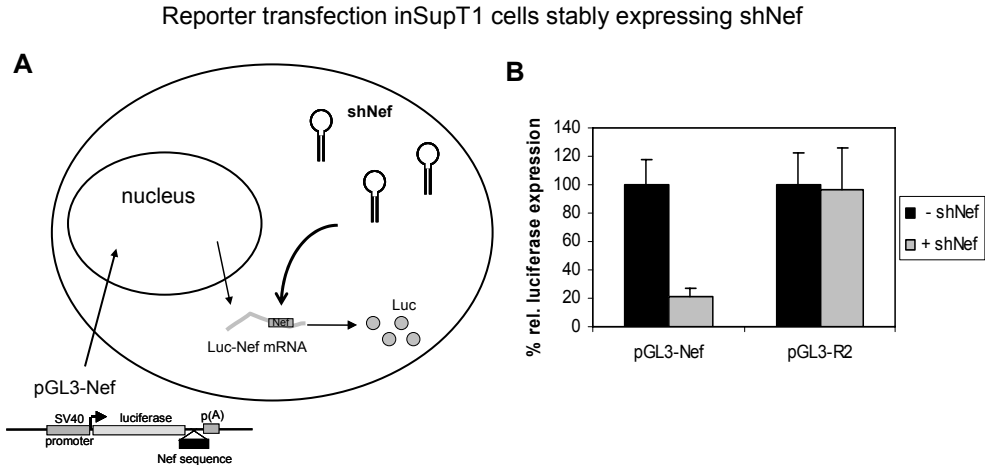 Reporter transfection inSupT1 cells stably expressing shNef
A
shNef
nucleus
Nef
Luc
Luc-Nef mRNA
pGL3-Nef
SV40
luciferase
p(A)
promoter
Nef sequence
B
% rel. luciferase expression
140
120
100
80
60
40
20
0
pGL3-Nef
pGL3-R2
- shNef
+ shNef